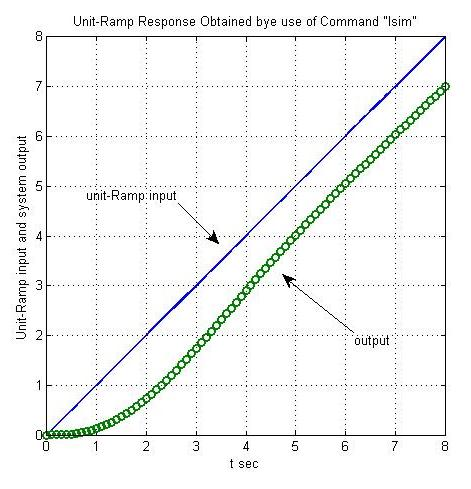 Unit-Ramp Response Obtained bye use of Command "lsim"
8
7
6
5
4
3
2
1
0
Unit-Ramp input and system output
unit-Ramp input
output
0 1 2 3 4 5 6 7 8
t sec